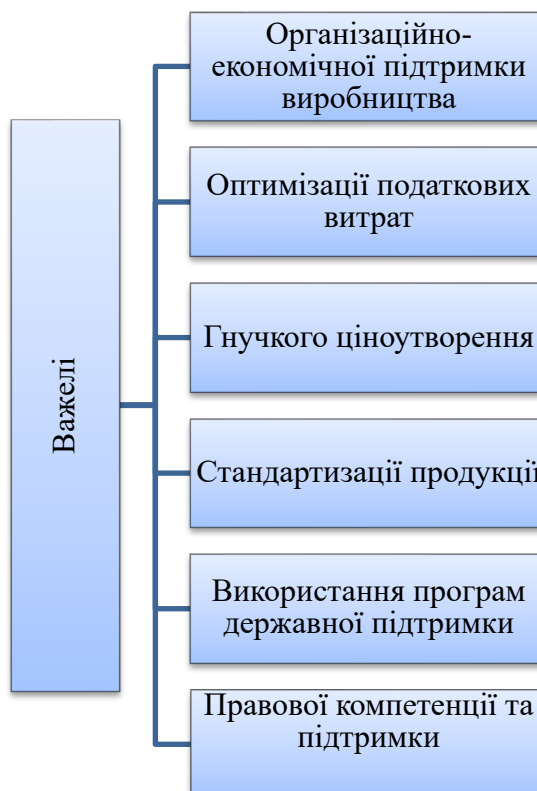 Організаційно-
економічної підтримки
виробництва
Оптимізації податкових
витрат
Гнучкого ціноутворення
Важелі
Стандартизації продукції
Використання програм
державної підтримки
Правової компетенції та
підтримки